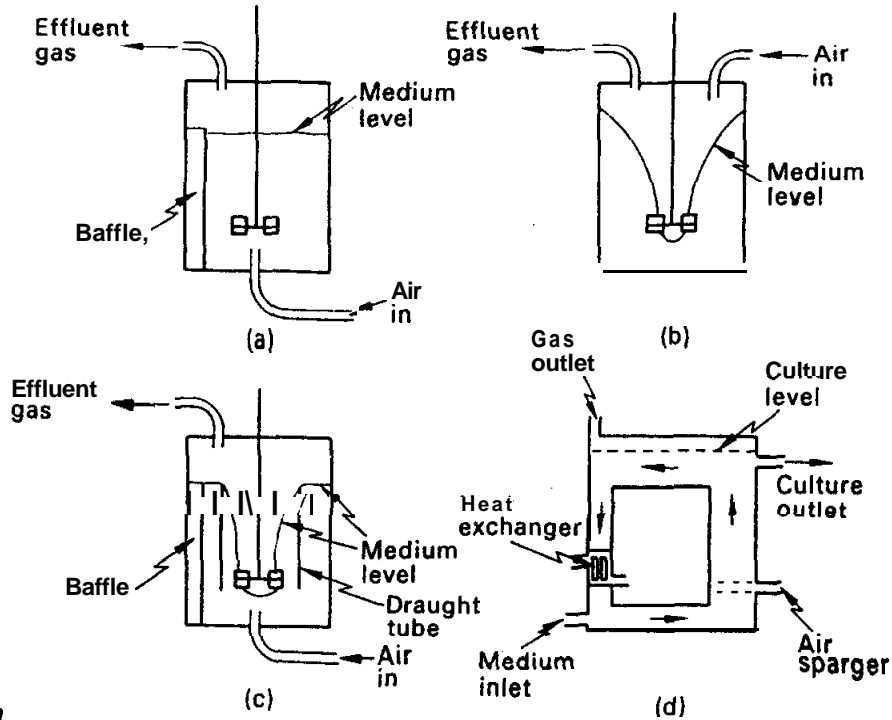 Effluent
gas
Medium
level
Baffle,
Air
in
(a)
Effluent
gas
Air
in
Medium
level
(b)
Effluent
gas
Baffle
Medium
level
Draught
tube
Air
in
(c)
Gas
outlet
Culture
level
Culture
outlet
Heat
exchanger
Medium
inlet
Air
sparger
(d)